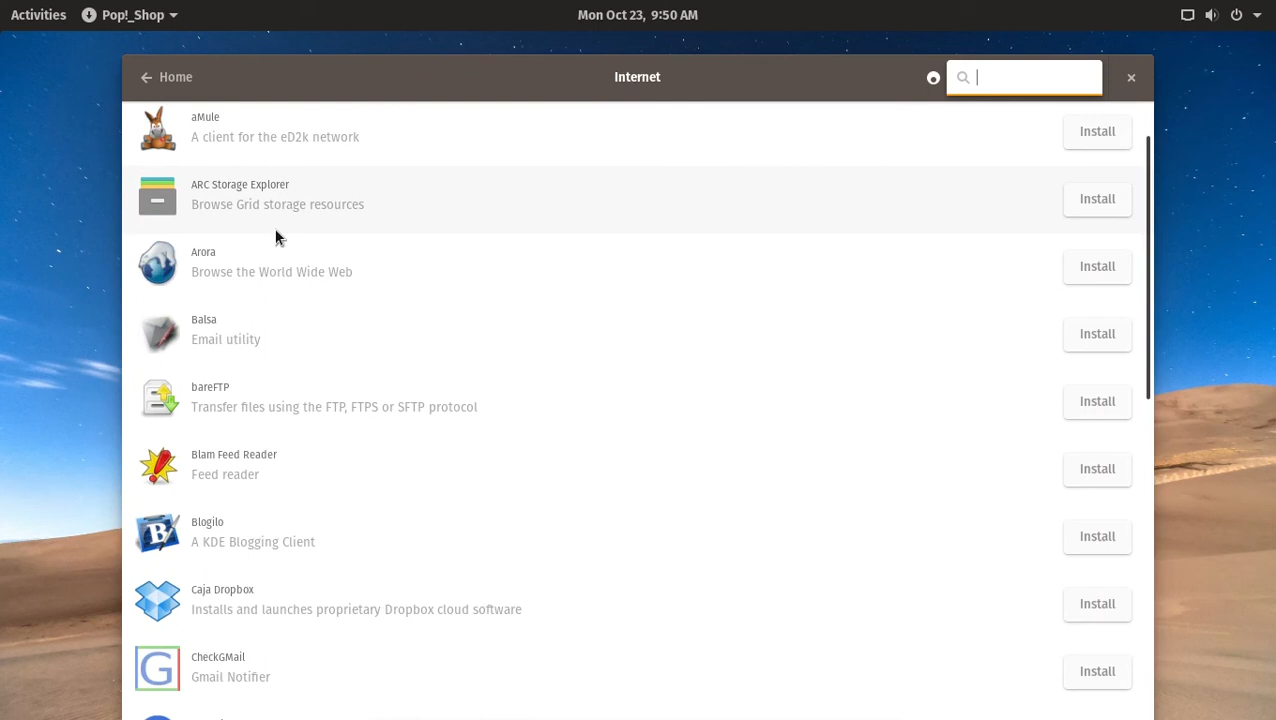 Activities
Pop!_Shop
Mon Oct 23, 9:50 AM
Home
Internet
aMule
A client for the eD2k network
Install
ARC Storage Explorer
Browse Grid storage resources
Install
Arora
Browse the World Wide Web
Install
Balsa
Email utility
Install
bareFTP
Transfer files using the FTP, FTPS or SFTP protocol
Install
Blam Feed Reader
Feed reader
Install
Blogilo
A KDE Blogging Client
Install
Caja Dropbox
Installs and launches proprietary Dropbox cloud software
Install
CheckGMail
Gmail Notifier
Install